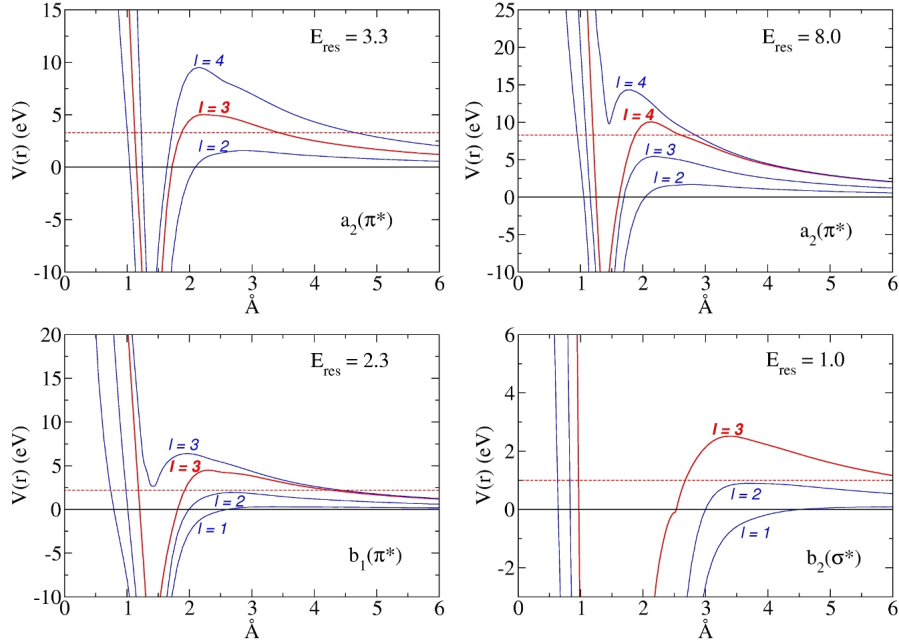 15
10
5
0
-5
-10
V(r) (eV)
E_res = 3.3
l = 4
l = 3
l = 2
a_2(π*)
0 1 2 3 4 5 6
Å
25
20
15
10
5
0
-5
-10
V(r) (eV)
E_res = 8.0
l = 4
l = 4
l = 3
l = 2
a_2(π*)
0 1 2 3 4 5 6
Å
20
15
10
5
0
-5
-10
V(r) (eV)
E_res = 2.3
l = 3
l = 3
l = 2
l = 1
b_1(π*)
0 1 2 3 4 5 6
Å
6
4
2
0
-2
V(r) (eV)
E_res = 1.0
l = 3
l = 2
l = 1
b_2(σ*)
0 1 2 3 4 5 6
Å